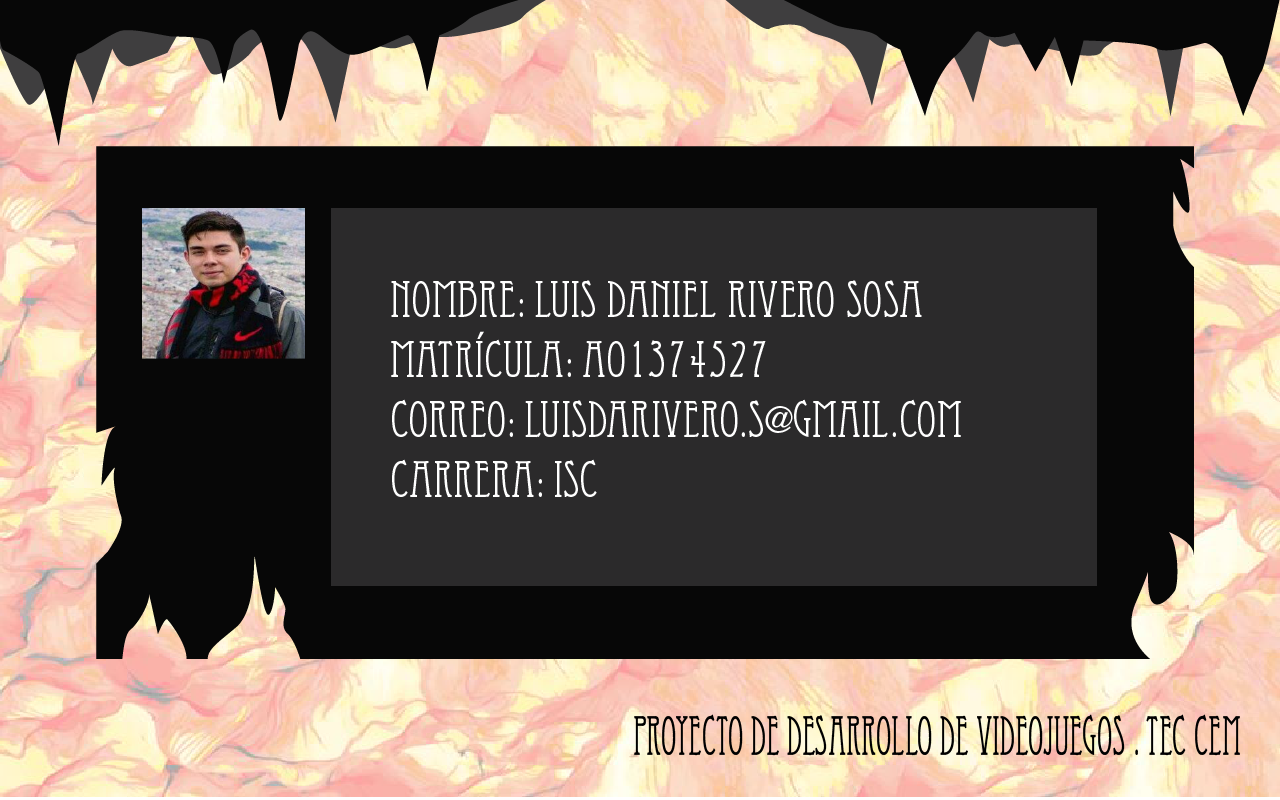 NOMBRE: LUIS DANIEL RIVERO SOSA
MATRÍCULA: A01374527
CORREO: LUISDARIVERO.S@GMAIL.COM
CARRERA: ISC
PROYECTO DE DESARROLLO DE VIDEOJUEGOS . TEC CEM